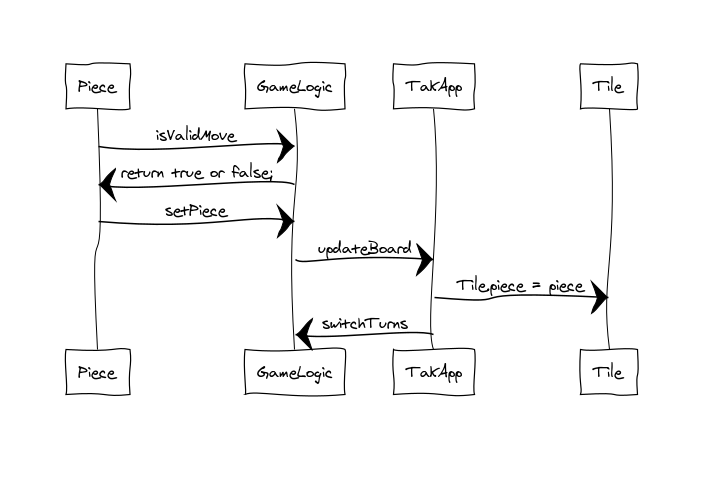 Piece GameLogic TakApp Tile
isValidMove
return true or false;
setPiece
updateBoard
Tile.piece = piece
switchTurns
Piece GameLogic TakApp Tile